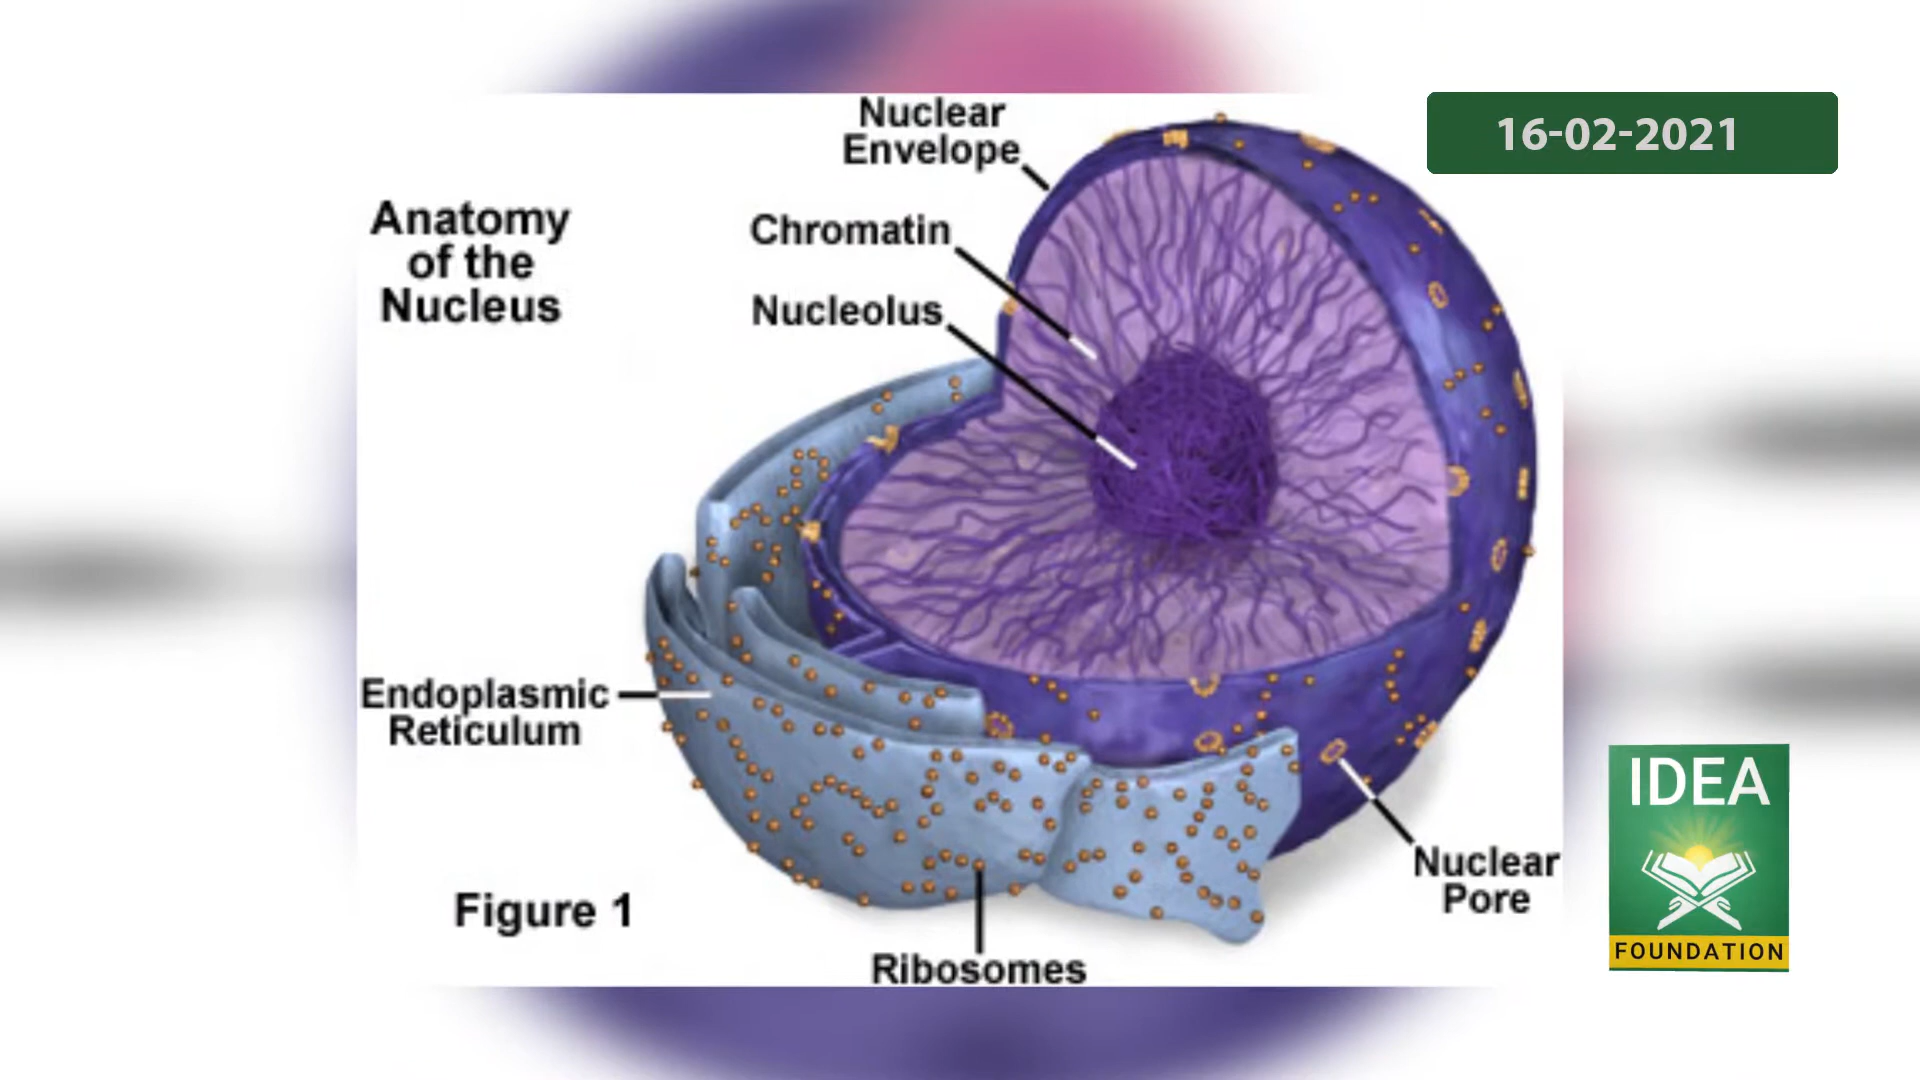 Nuclear
Envelope
16-02-2021
Anatomy
of the
Nucleus
Chromatin
Nucleolus
Endoplasmic
Reticulum
IDEA
FOUNDATION
Nuclear
Pore
Figure 1
Ribosomes